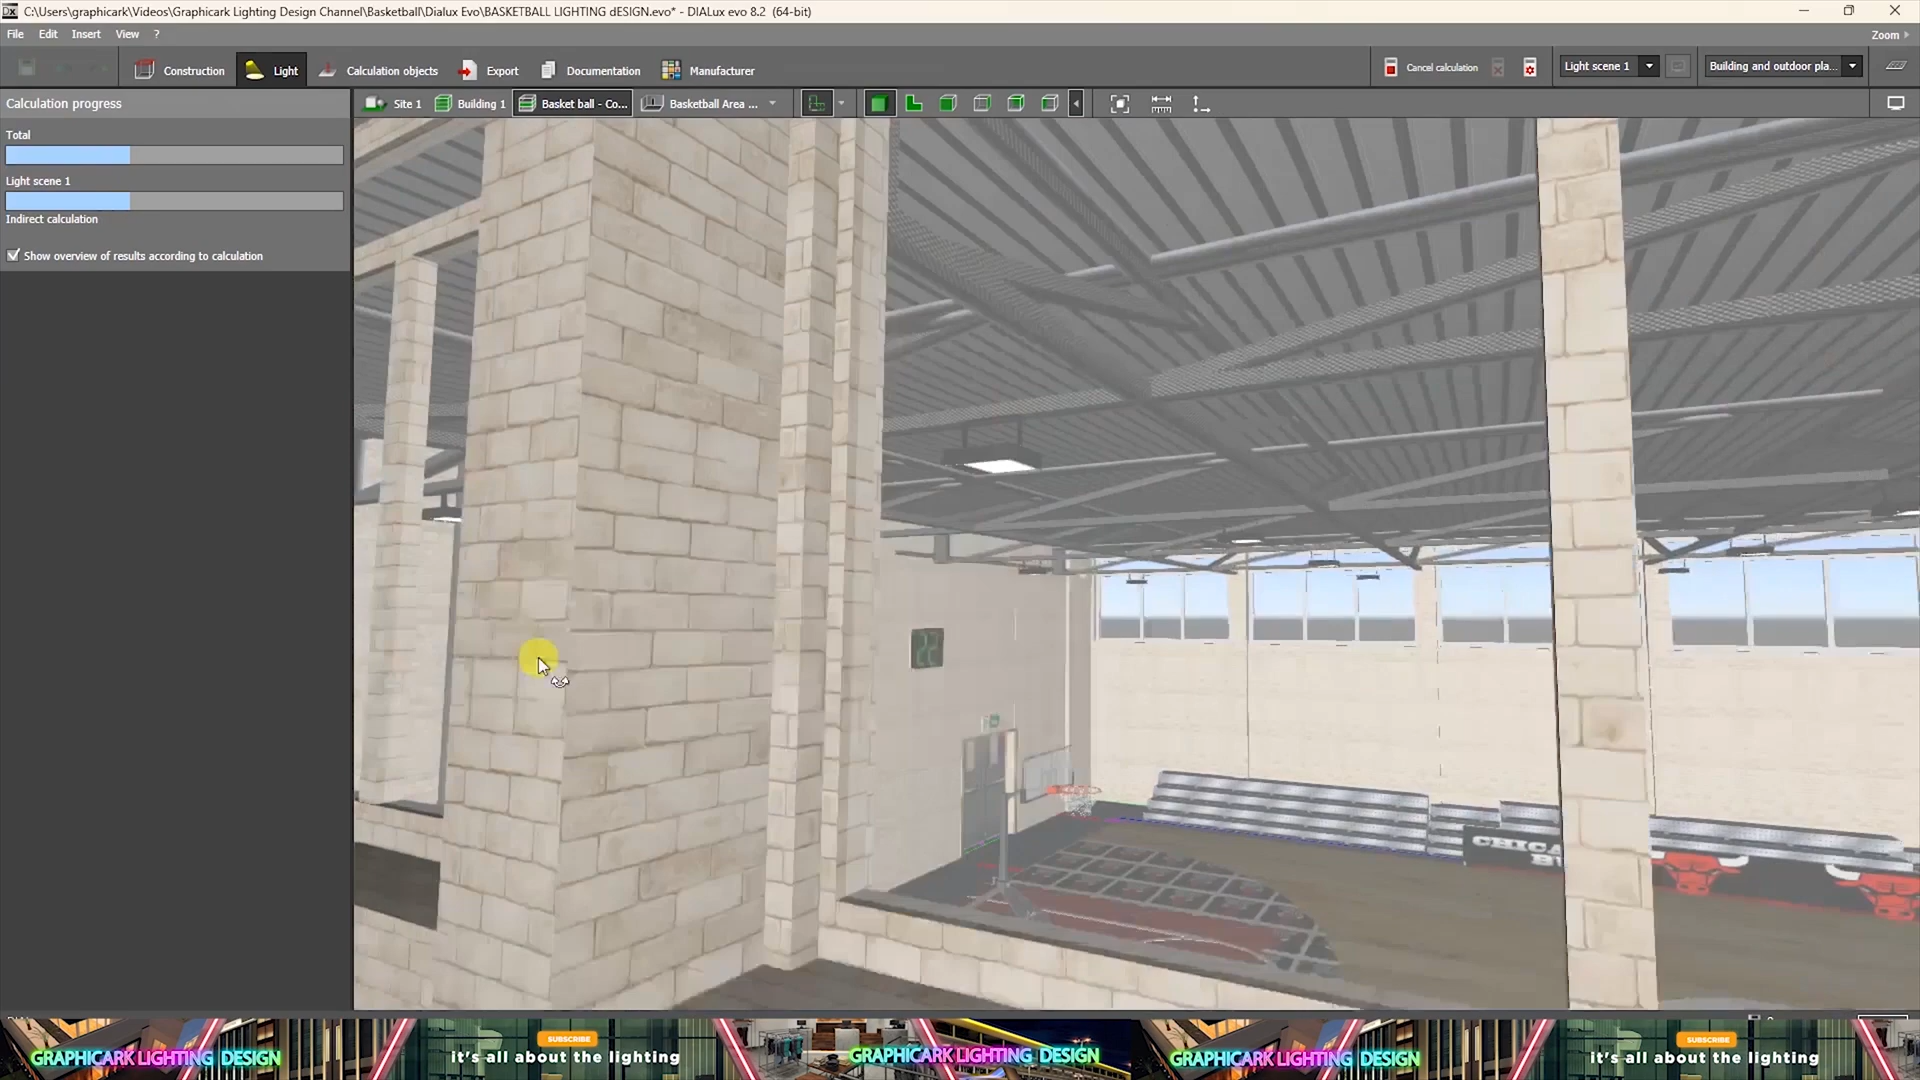 C:\Users\graphicark\Videos\Graphicark Lighting Design Channel\Basketball\Dialux Evo\BASKETBALL LIGHTING dESIGN.evo* - DIALux evo 8.2 (64-bit)
File Edit Insert View ? Zoom
Construction Light Calculation objects Export Documentation Manufacturer Cancel calculation Light scene 1 Building and outdoor pla...
Calculation progress Site 1 Building 1 Basket ball - Co... Basketball Area ...
Total
Light scene 1
Indirect calculation
Show overview of results according to calculation
SUBSCRIBE SUBSCRIBE
GRAPHICARK LIGHTING DESIGN it's all about the lighting GRAPHICARK LIGHTING DESIGN GRAPHICARK LIGHTING DESIGN it's all about the lighting